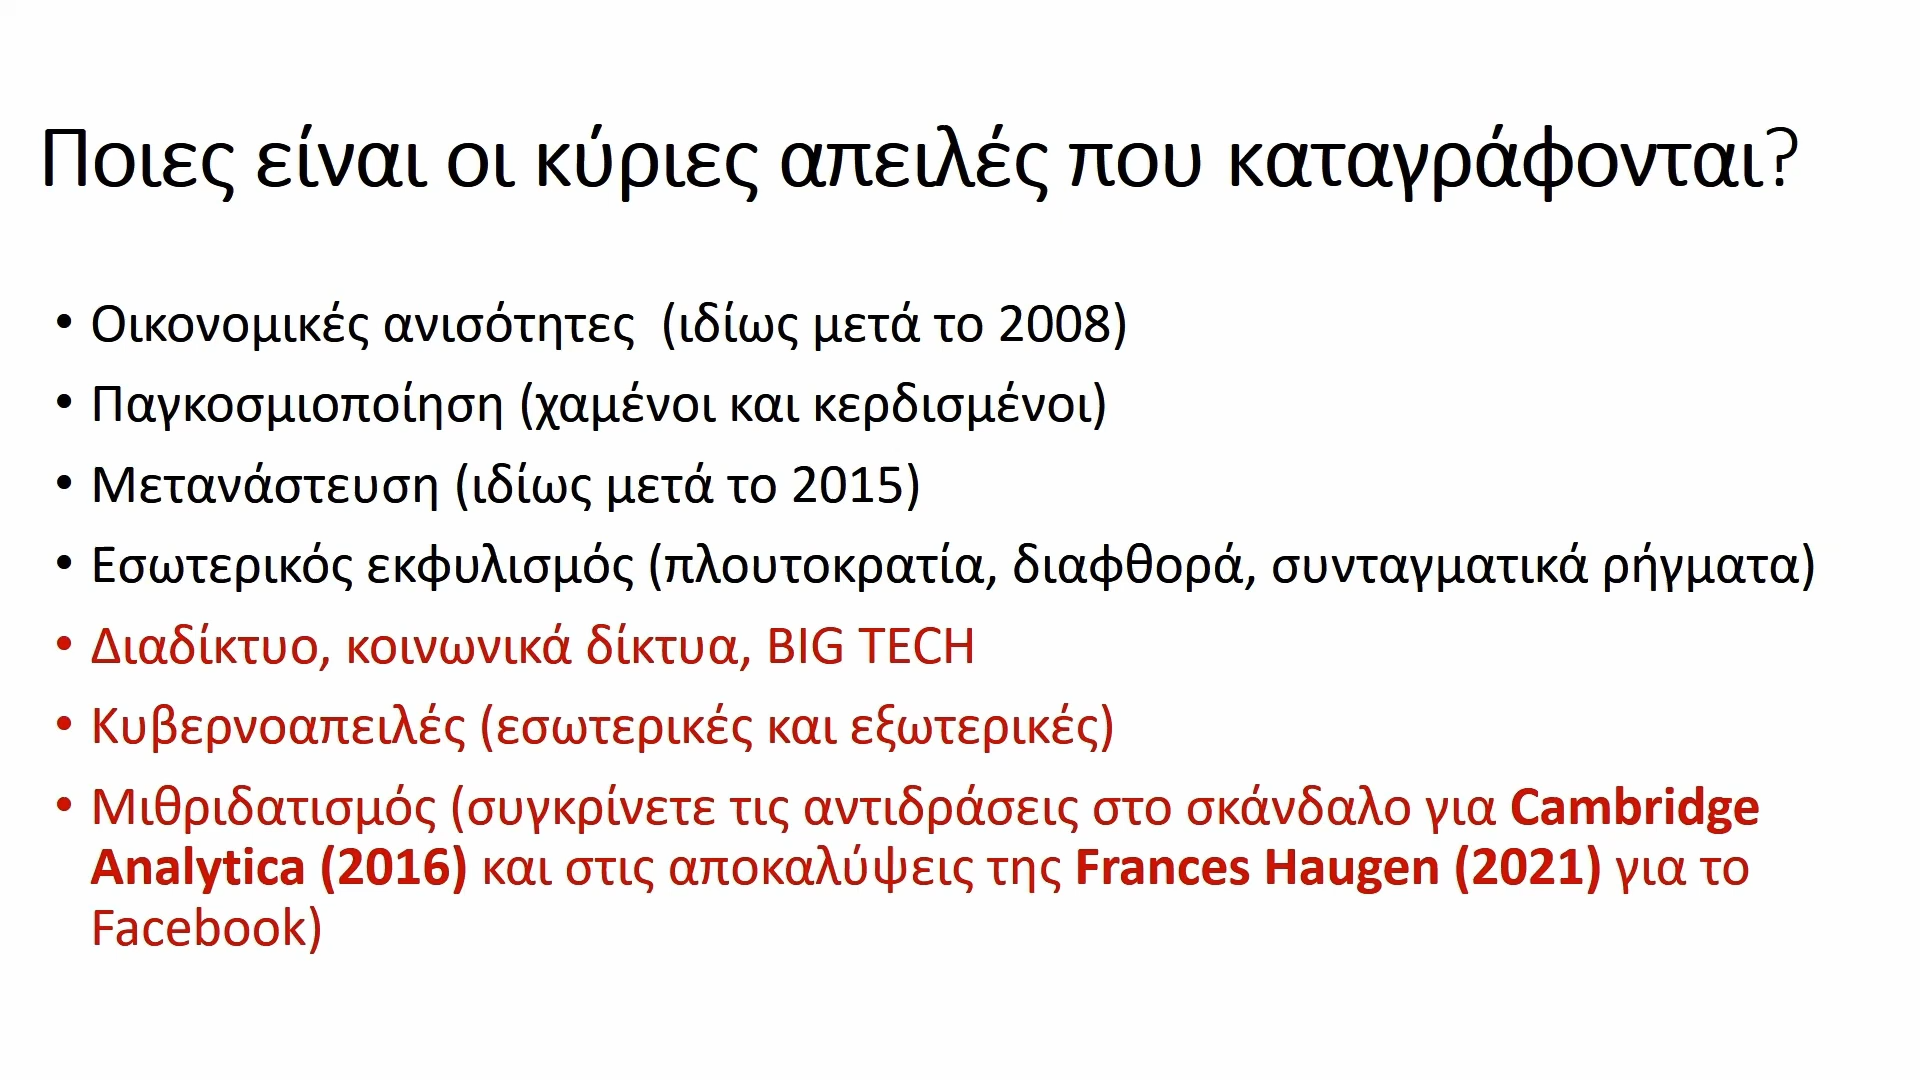 Ποιες είναι οι κύριες απειλές που καταγράφονται?
• Οικονομικές ανισότητες (ιδίως μετά το 2008)
• Παγκοσμιοποίηση (χαμένοι και κερδισμένοι)
• Μετανάστευση (ιδίως μετά το 2015)
• Εσωτερικός εκφυλισμός (πλουτοκρατία, διαφθορά, συνταγματικά ρήγματα)
• Διαδίκτυο, κοινωνικά δίκτυα, BIG TECH
• Κυβερνοαπειλές (εσωτερικές και εξωτερικές)
• Μιθριδατισμός (συγκρίνετε τις αντιδράσεις στο σκάνδαλο για Cambridge
Analytica (2016) και στις αποκαλύψεις της Frances Haugen (2021) για το
Facebook)